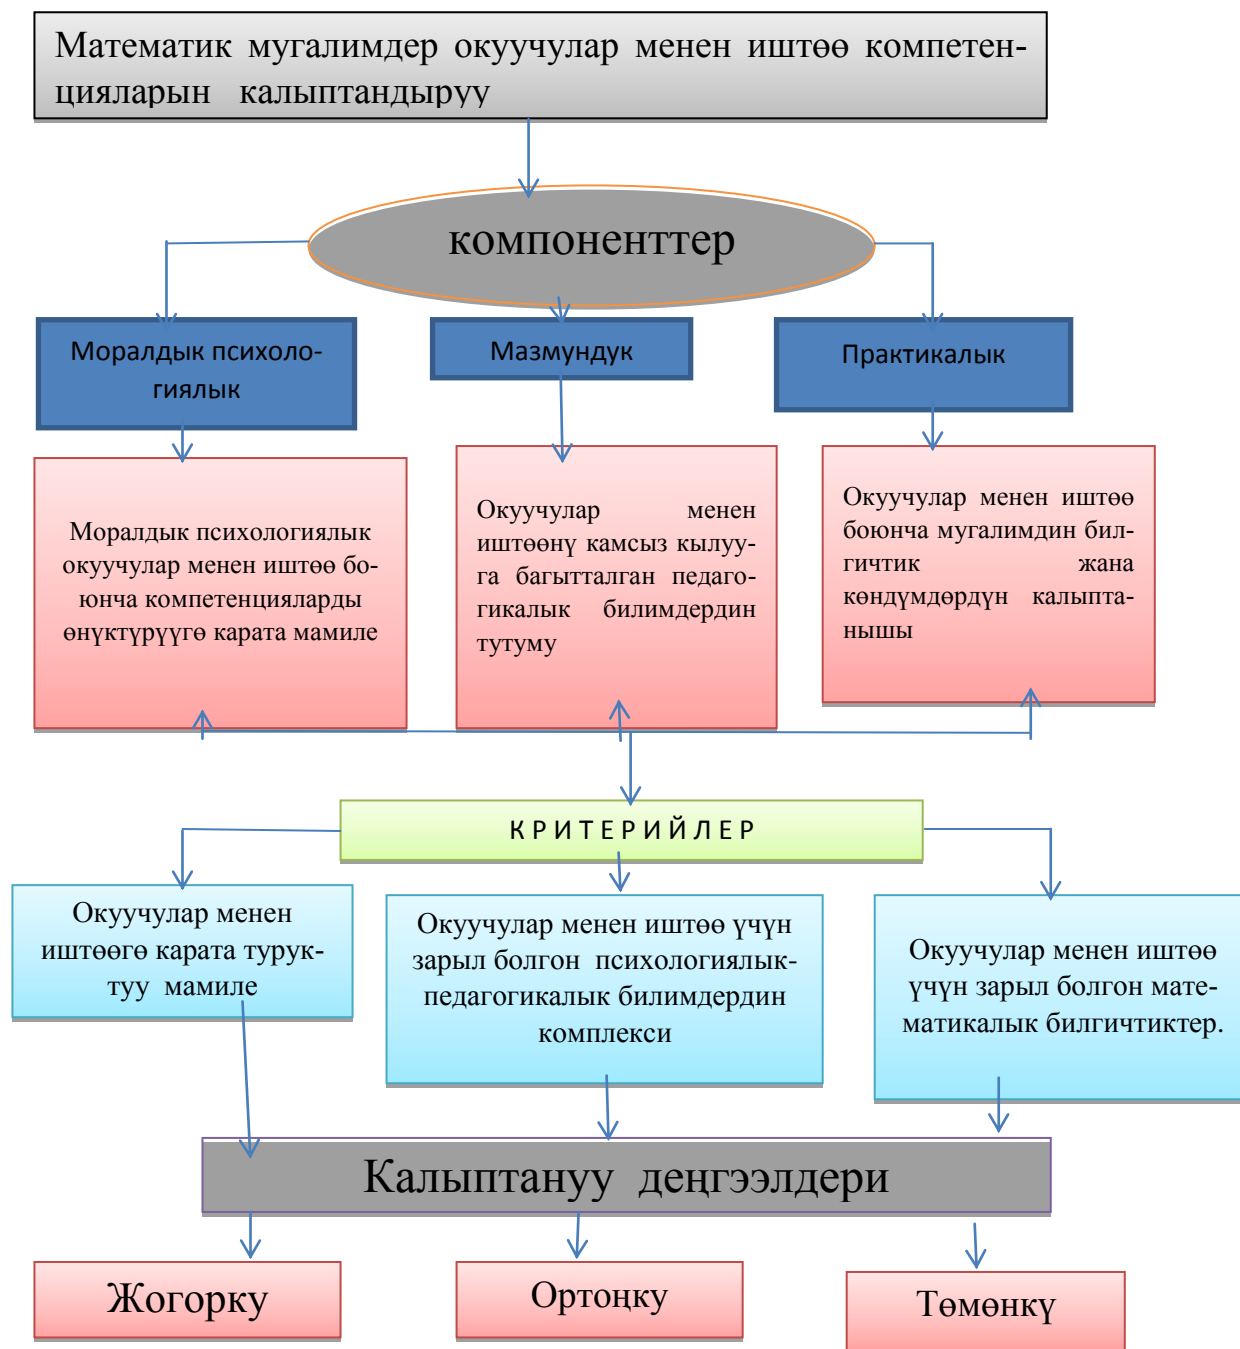 Математик мугалимдер окуучулар менен иштөө компетен-
цияларын калыптандыруу
компоненттер
Моралдык психоло-
гиялык
Мазмундук
Практикалык
Моралдык психологиялык
окуучулар менен иштөө бо-
юнча компетенцияларды
өнүктүрүүгө карата мамиле
Окуучулар менен
иштөөнү камсыз кылуу-
га багытталган педаго-
гикалык билимдердин
тутуму
Окуучулар менен иштөө
боюнча мугалимдин бил-
гичтик жана
көндүмдөрдүн калыпта-
нышы
К Р И Т Е Р И Й Л Е Р
Окуучулар менен
иштөөгө карата турук-
туу мамиле
Окуучулар менен иштөө үчүн
зарыл болгон психологиялык-
педагогикалык билимдердин
комплекси
Окуучулар менен иштөө
үчүн зарыл болгон мате-
матикалык билгичтиктер.
Калыптануу деңгээлдери
Жогорку
Ортоңку
Төмөнкү